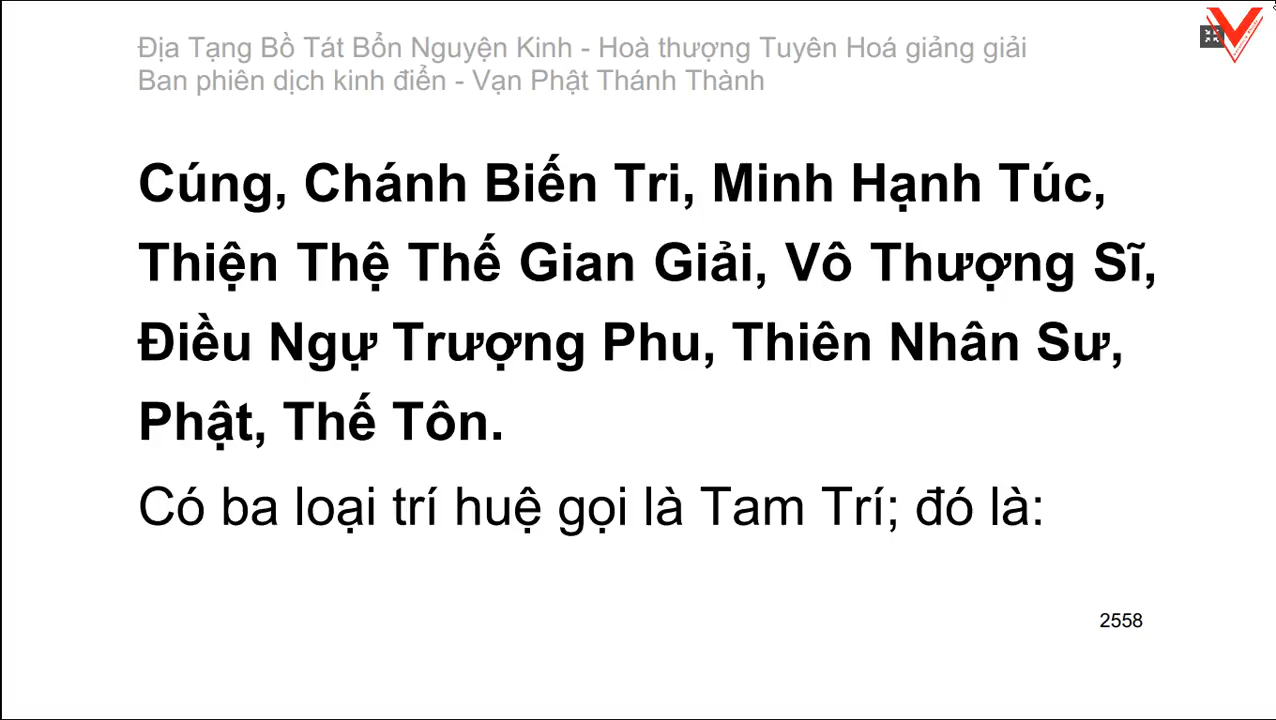 Địa Tạng Bồ Tát Bổn Nguyện Kinh - Hoà thượng Tuyên Hoá giảng giải
Ban phiên dịch kinh điển - Vạn Phật Thánh Thành
Cúng, Chánh Biến Tri, Minh Hạnh Túc,
Thiện Thệ Thế Gian Giải, Vô Thượng Sĩ,
Điều Ngự Trượng Phu, Thiên Nhân Sư,
Phật, Thế Tôn.
Có ba loại trí huệ gọi là Tam Trí; đó là:
2558